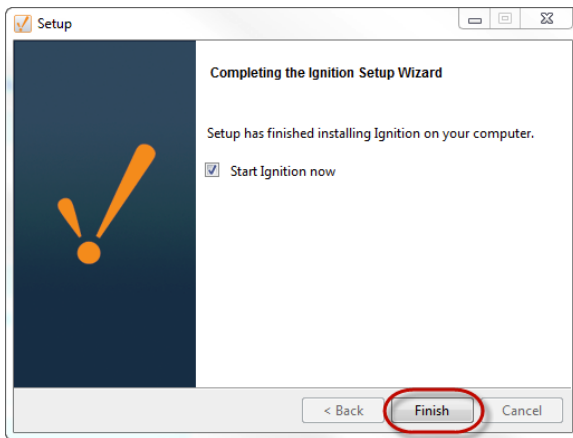 Setup
Completing the Ignition Setup Wizard
Setup has finished installing Ignition on your computer.
Start Ignition now
< Back Finish Cancel